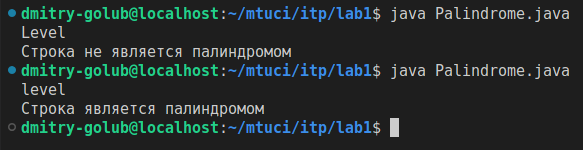 dmitry-golub@localhost:~/mtuci/itp/lab1$ java Palindrome.java
Level
Строка не является палиндромом
dmitry-golub@localhost:~/mtuci/itp/lab1$ java Palindrome.java
level
Строка является палиндромом
dmitry-golub@localhost:~/mtuci/itp/lab1$